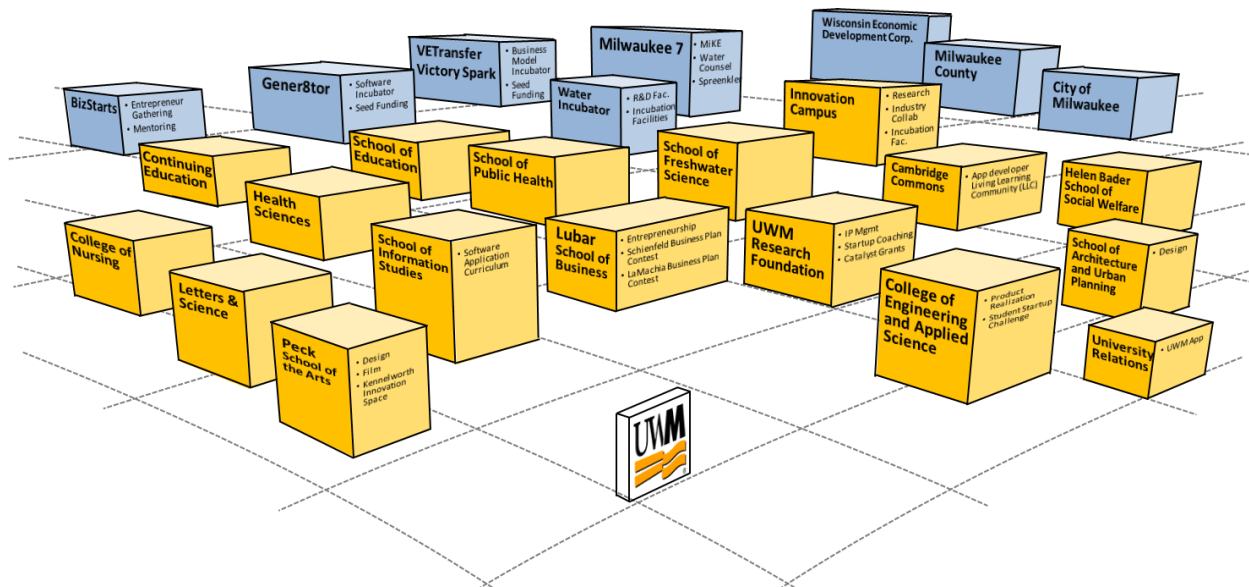 Wisconsin Economic
Development Corp.
Milwaukee
County
City of
Milwaukee
Milwaukee 7
• MiKE
• Water
Counsel
• Spreenkler
VETransfer
Victory Spark
• Business
Model
Incubator
• Seed
Funding
Gener8tor
• Software
Incubator
• Seed Funding
BizStarts
• Entrepreneur
Gathering
• Mentoring
Water
Incubator
• R&D Fac.
• Incubation
Facilities
Innovation
Campus
• Research
• Industry
Collab
• Incubation
Fac.
Continuing
Education
School of
Education
School of
Public Health
School of
Freshwater
Science
Cambridge
Commons
• App developer
Living Learning
Community (LLC)
Helen Bader
School of
Social Welfare
Health
Sciences
College of
Nursing
School of
Information
Studies
• Software
Application
Curriculum
Lubar
School of
Business
• Entrepreneurship
• Schienfeld Business Plan
Contest
• LaMachia Business Plan
Contest
UWM
Research
Foundation
• IP Mgmt
• Startup Coaching
• Catalyst Grants
School of
Architecture
and Urban
Planning
• Design
Letters &
Science
College of
Engineering
and Applied
Science
• Product
Realization
• Student Startup
Challenge
Peck
School of
the Arts
• Design
• Film
• Kennelworth
Innovation
Space
University
Relations
• UWM App
UWM
®